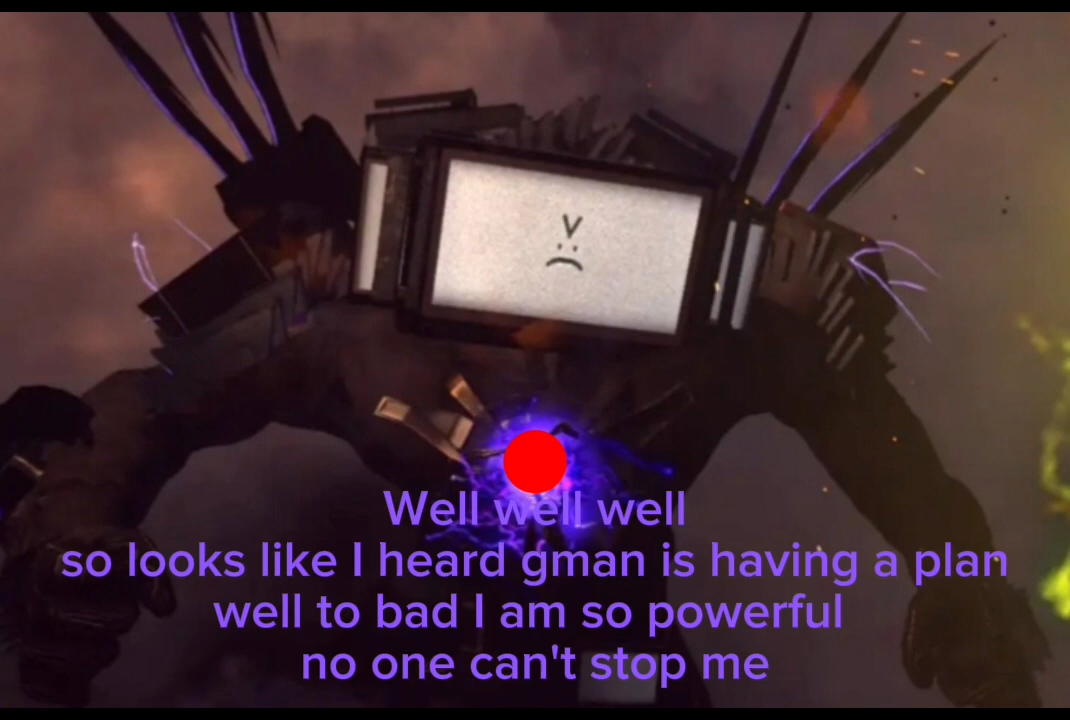 Well well well
so looks like I heard gman is having a plan
well to bad I am so powerful
no one can't stop me